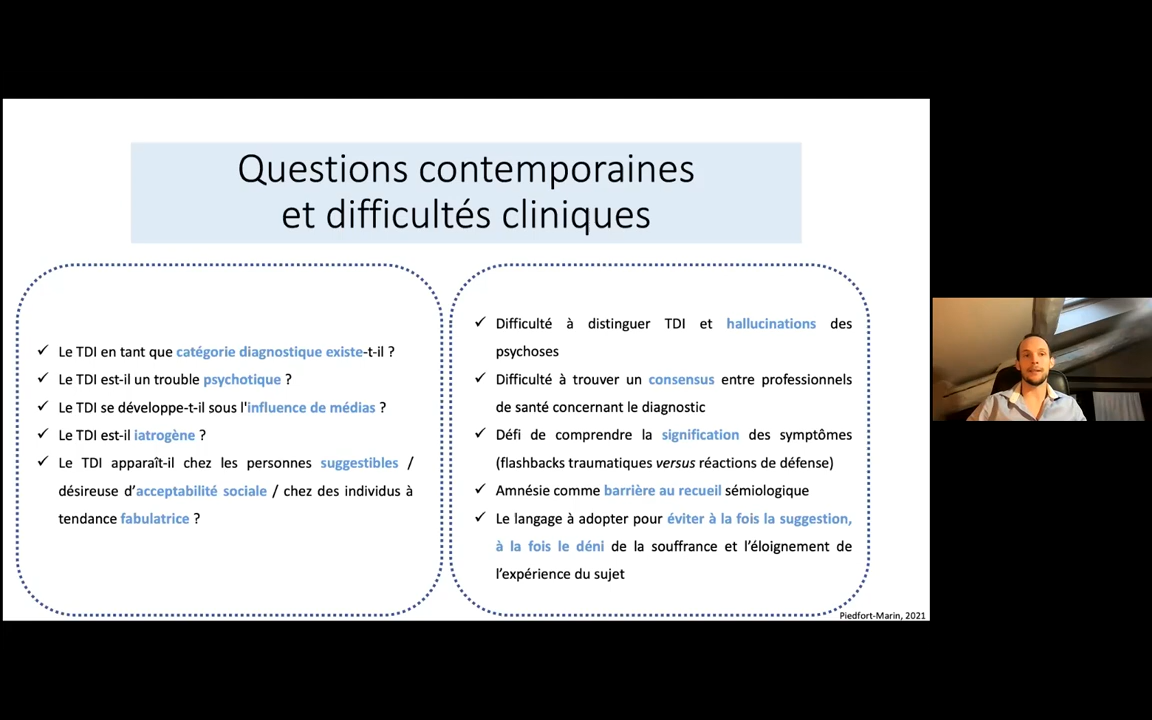 Questions contemporaines
et difficultés cliniques
✓ Le TDI en tant que catégorie diagnostique existe-t-il ?
✓ Le TDI est-il un trouble psychotique ?
✓ Le TDI se développe-t-il sous l'influence de médias ?
✓ Le TDI est-il iatrogène ?
✓ Le TDI apparaît-il chez les personnes suggestibles /
désireuse d’acceptabilité sociale / chez des individus à
tendance fabulatrice ?
✓ Difficulté à distinguer TDI et hallucinations des
psychoses
✓ Difficulté à trouver un consensus entre professionnels
de santé concernant le diagnostic
✓ Défi de comprendre la signification des symptômes
(flashbacks traumatiques versus réactions de défense)
✓ Amnésie comme barrière au recueil sémiologique
✓ Le langage à adopter pour éviter à la fois la suggestion,
à la fois le déni de la souffrance et l’éloignement de
l’expérience du sujet
Piedfort-Marin, 2021